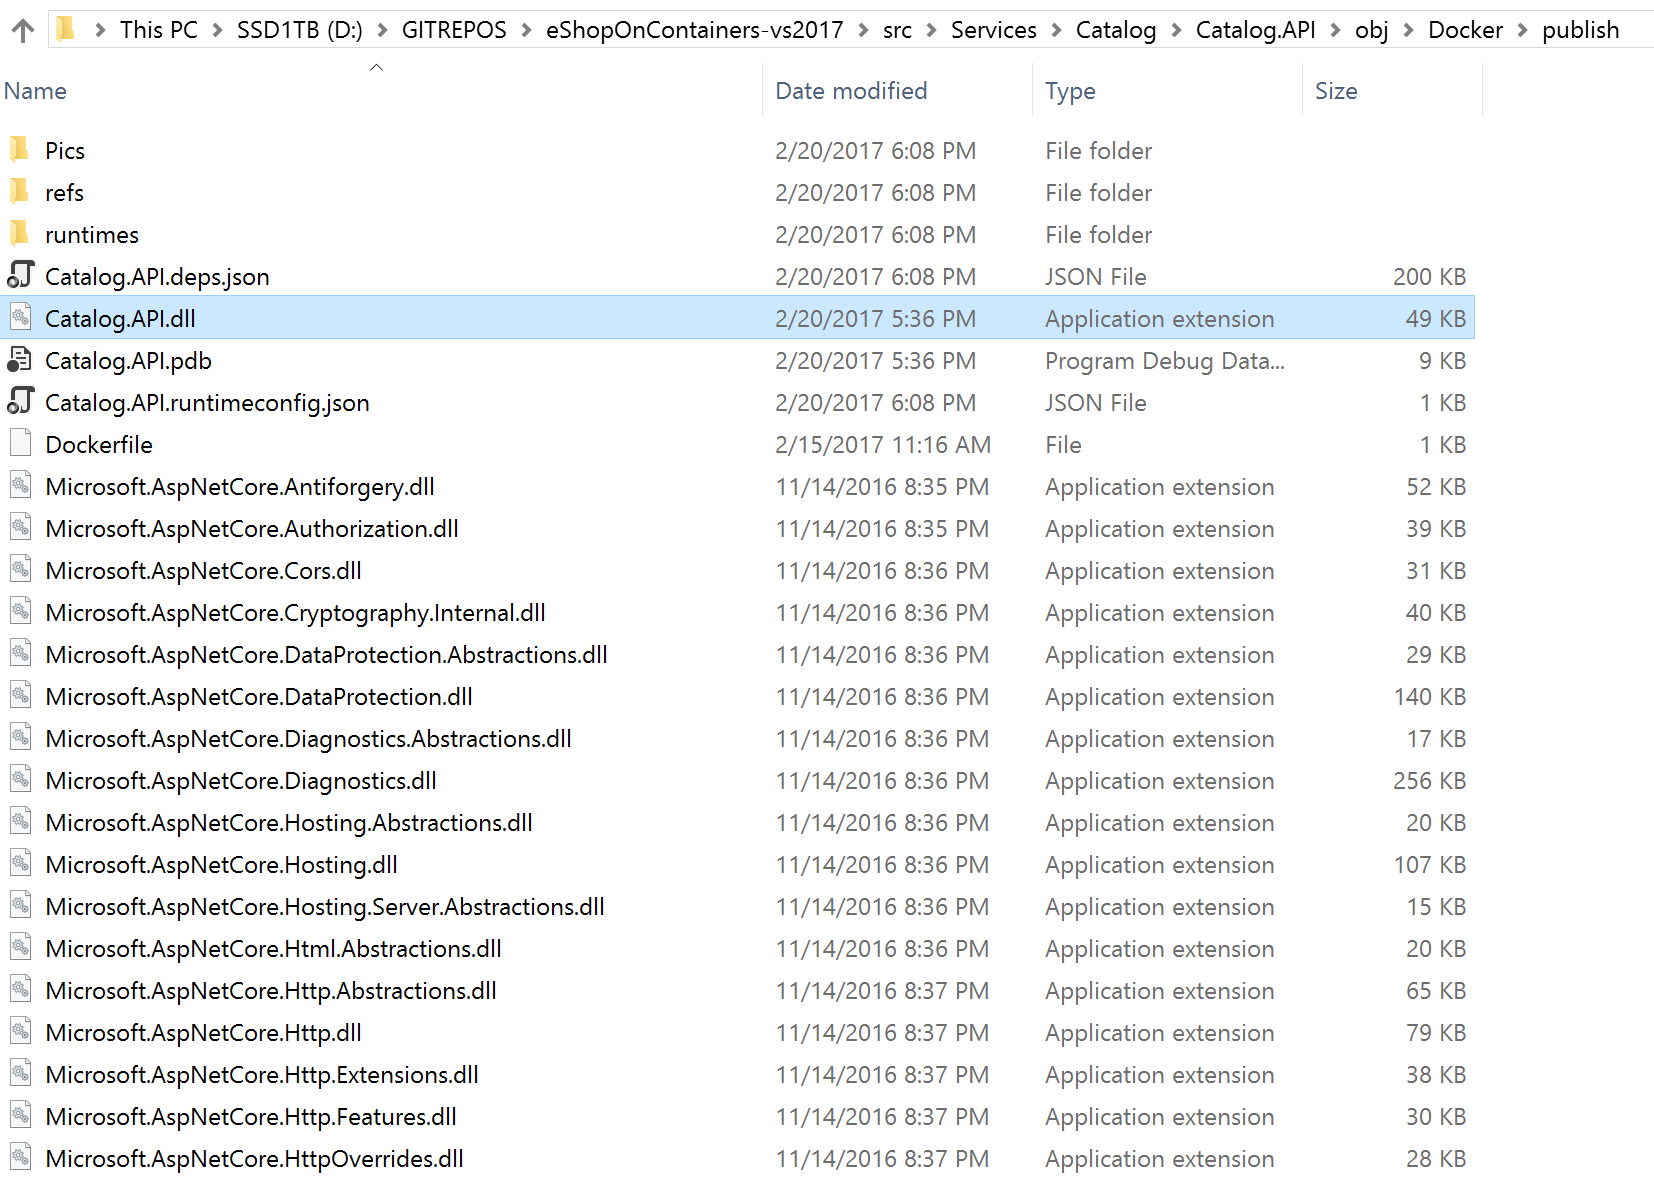 This PC > SSD1TB (D:) > GITREPOS > eShopOnContainers-vs2017 > src > Services > Catalog > Catalog.API > obj > Docker > publish
Name Date modified Type Size
Pics 2/20/2017 6:08 PM File folder
refs 2/20/2017 6:08 PM File folder
runtimes 2/20/2017 6:08 PM File folder
Catalog.API.deps.json 2/20/2017 6:08 PM JSON File 200 KB
Catalog.API.dll 2/20/2017 5:36 PM Application extension 49 KB
Catalog.API.pdb 2/20/2017 5:36 PM Program Debug Data... 9 KB
Catalog.API.runtimeconfig.json 2/20/2017 6:08 PM JSON File 1 KB
Dockerfile 2/15/2017 11:16 AM File 1 KB
Microsoft.AspNetCore.Antiforgery.dll 11/14/2016 8:35 PM Application extension 52 KB
Microsoft.AspNetCore.Authorization.dll 11/14/2016 8:35 PM Application extension 39 KB
Microsoft.AspNetCore.Cors.dll 11/14/2016 8:36 PM Application extension 31 KB
Microsoft.AspNetCore.Cryptography.Internal.dll 11/14/2016 8:36 PM Application extension 40 KB
Microsoft.AspNetCore.DataProtection.Abstractions.dll 11/14/2016 8:36 PM Application extension 29 KB
Microsoft.AspNetCore.DataProtection.dll 11/14/2016 8:36 PM Application extension 140 KB
Microsoft.AspNetCore.Diagnostics.Abstractions.dll 11/14/2016 8:36 PM Application extension 17 KB
Microsoft.AspNetCore.Diagnostics.dll 11/14/2016 8:36 PM Application extension 256 KB
Microsoft.AspNetCore.Hosting.Abstractions.dll 11/14/2016 8:36 PM Application extension 20 KB
Microsoft.AspNetCore.Hosting.dll 11/14/2016 8:36 PM Application extension 107 KB
Microsoft.AspNetCore.Hosting.Server.Abstractions.dll 11/14/2016 8:36 PM Application extension 15 KB
Microsoft.AspNetCore.Html.Abstractions.dll 11/14/2016 8:36 PM Application extension 20 KB
Microsoft.AspNetCore.Http.Abstractions.dll 11/14/2016 8:37 PM Application extension 65 KB
Microsoft.AspNetCore.Http.dll 11/14/2016 8:37 PM Application extension 79 KB
Microsoft.AspNetCore.Http.Extensions.dll 11/14/2016 8:37 PM Application extension 38 KB
Microsoft.AspNetCore.Http.Features.dll 11/14/2016 8:37 PM Application extension 30 KB
Microsoft.AspNetCore.HttpOverrides.dll 11/14/2016 8:37 PM Application extension 28 KB